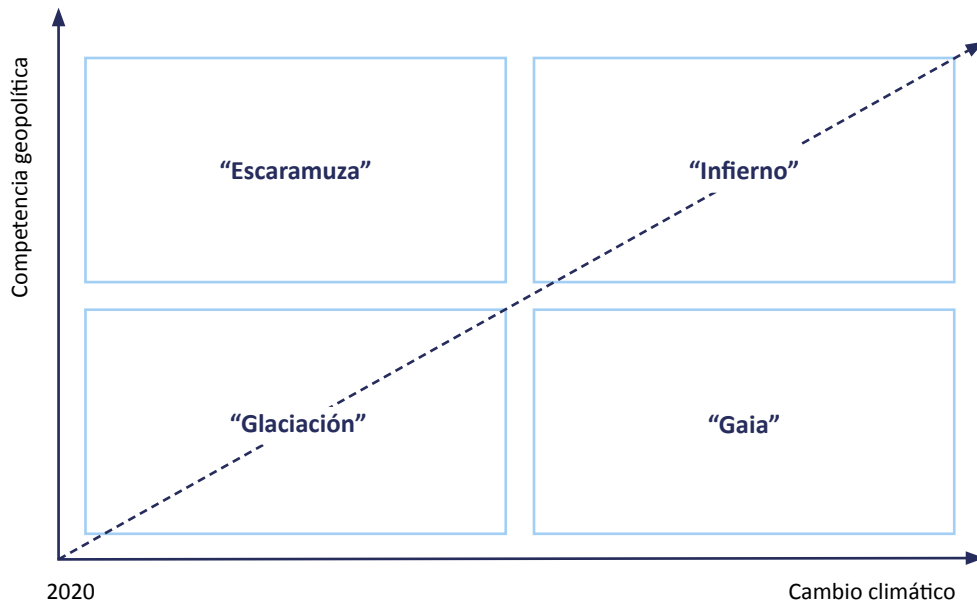 Competencia geopolítica
“Escaramuza”
“Infierno”
“Glaciación”
“Gaia”
2020
Cambio climático